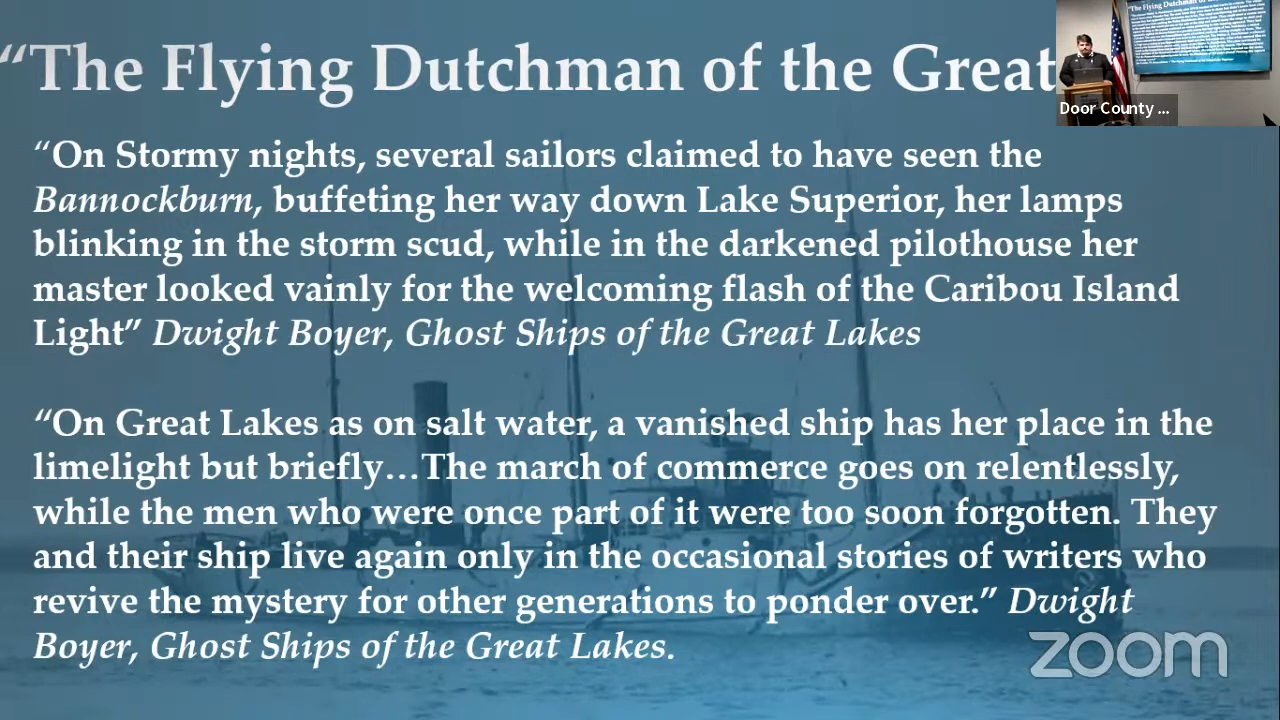 “The Flying Dutchman of the Great
Door County ...
“On Stormy nights, several sailors claimed to have seen the
Bannockburn, buffeting her way down Lake Superior, her lamps
blinking in the storm scud, while in the darkened pilothouse her
master looked vainly for the welcoming flash of the Caribou Island
Light” Dwight Boyer, Ghost Ships of the Great Lakes
“On Great Lakes as on salt water, a vanished ship has her place in the
limelight but briefly…The march of commerce goes on relentlessly,
while the men who were once part of it were too soon forgotten. They
and their ship live again only in the occasional stories of writers who
revive the mystery for other generations to ponder over.” Dwight
Boyer, Ghost Ships of the Great Lakes.
zoom